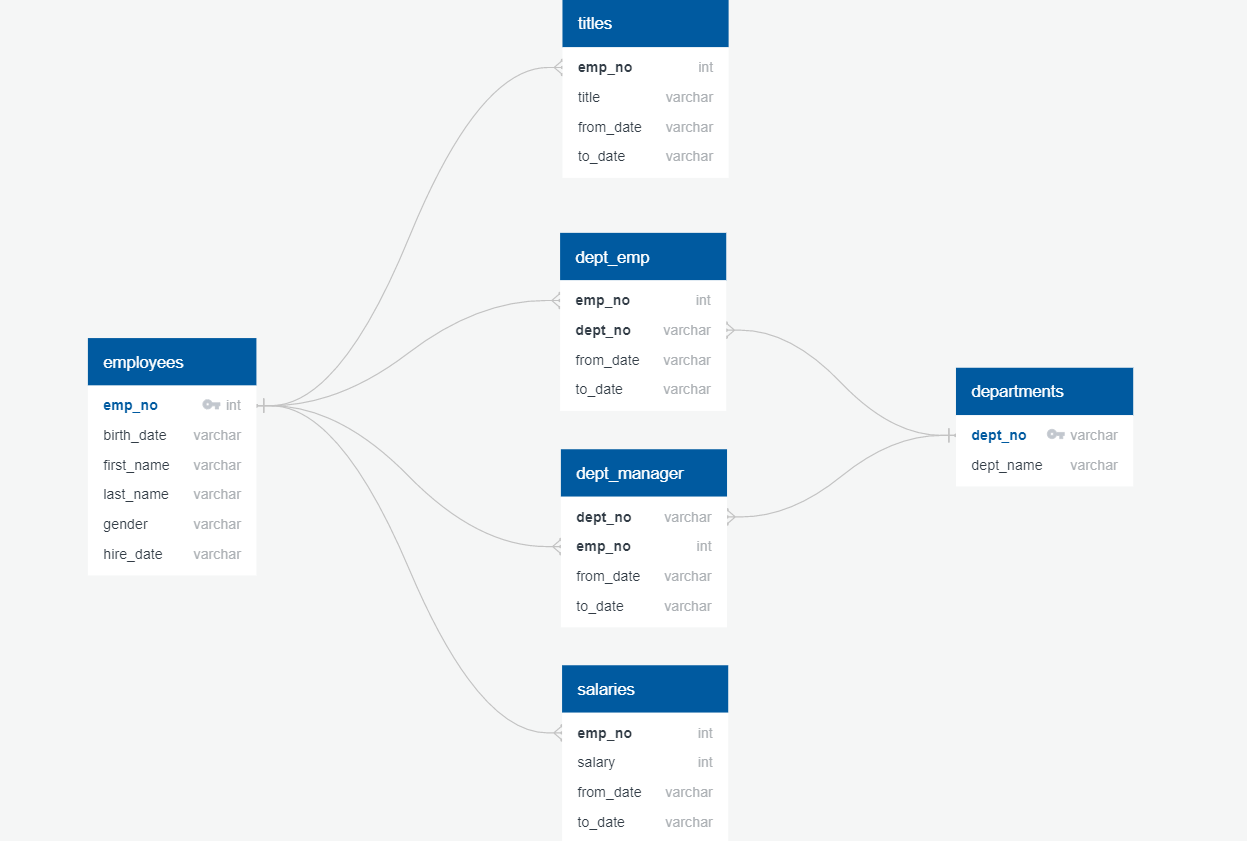 titles
emp_no int
title varchar
from_date varchar
to_date varchar
dept_emp
emp_no int
dept_no varchar
from_date varchar
to_date varchar
employees
emp_no int
birth_date varchar
first_name varchar
last_name varchar
gender varchar
hire_date varchar
departments
dept_no varchar
dept_name varchar
dept_manager
dept_no varchar
emp_no int
from_date varchar
to_date varchar
salaries
emp_no int
salary int
from_date varchar
to_date varchar